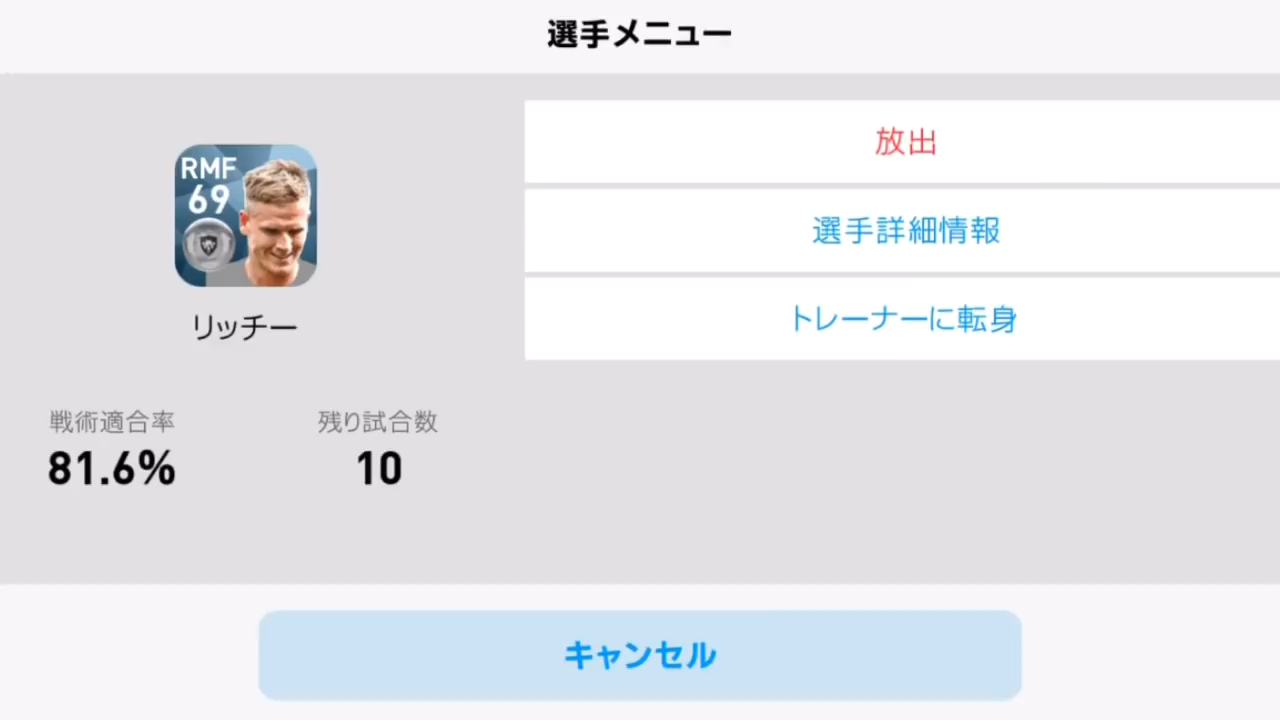 選手メニュー
RMF
69
リッチー
戦術適合率
残り試合数
81.6%
10
放出
選手詳細情報
トレーナーに転身
キャンセル